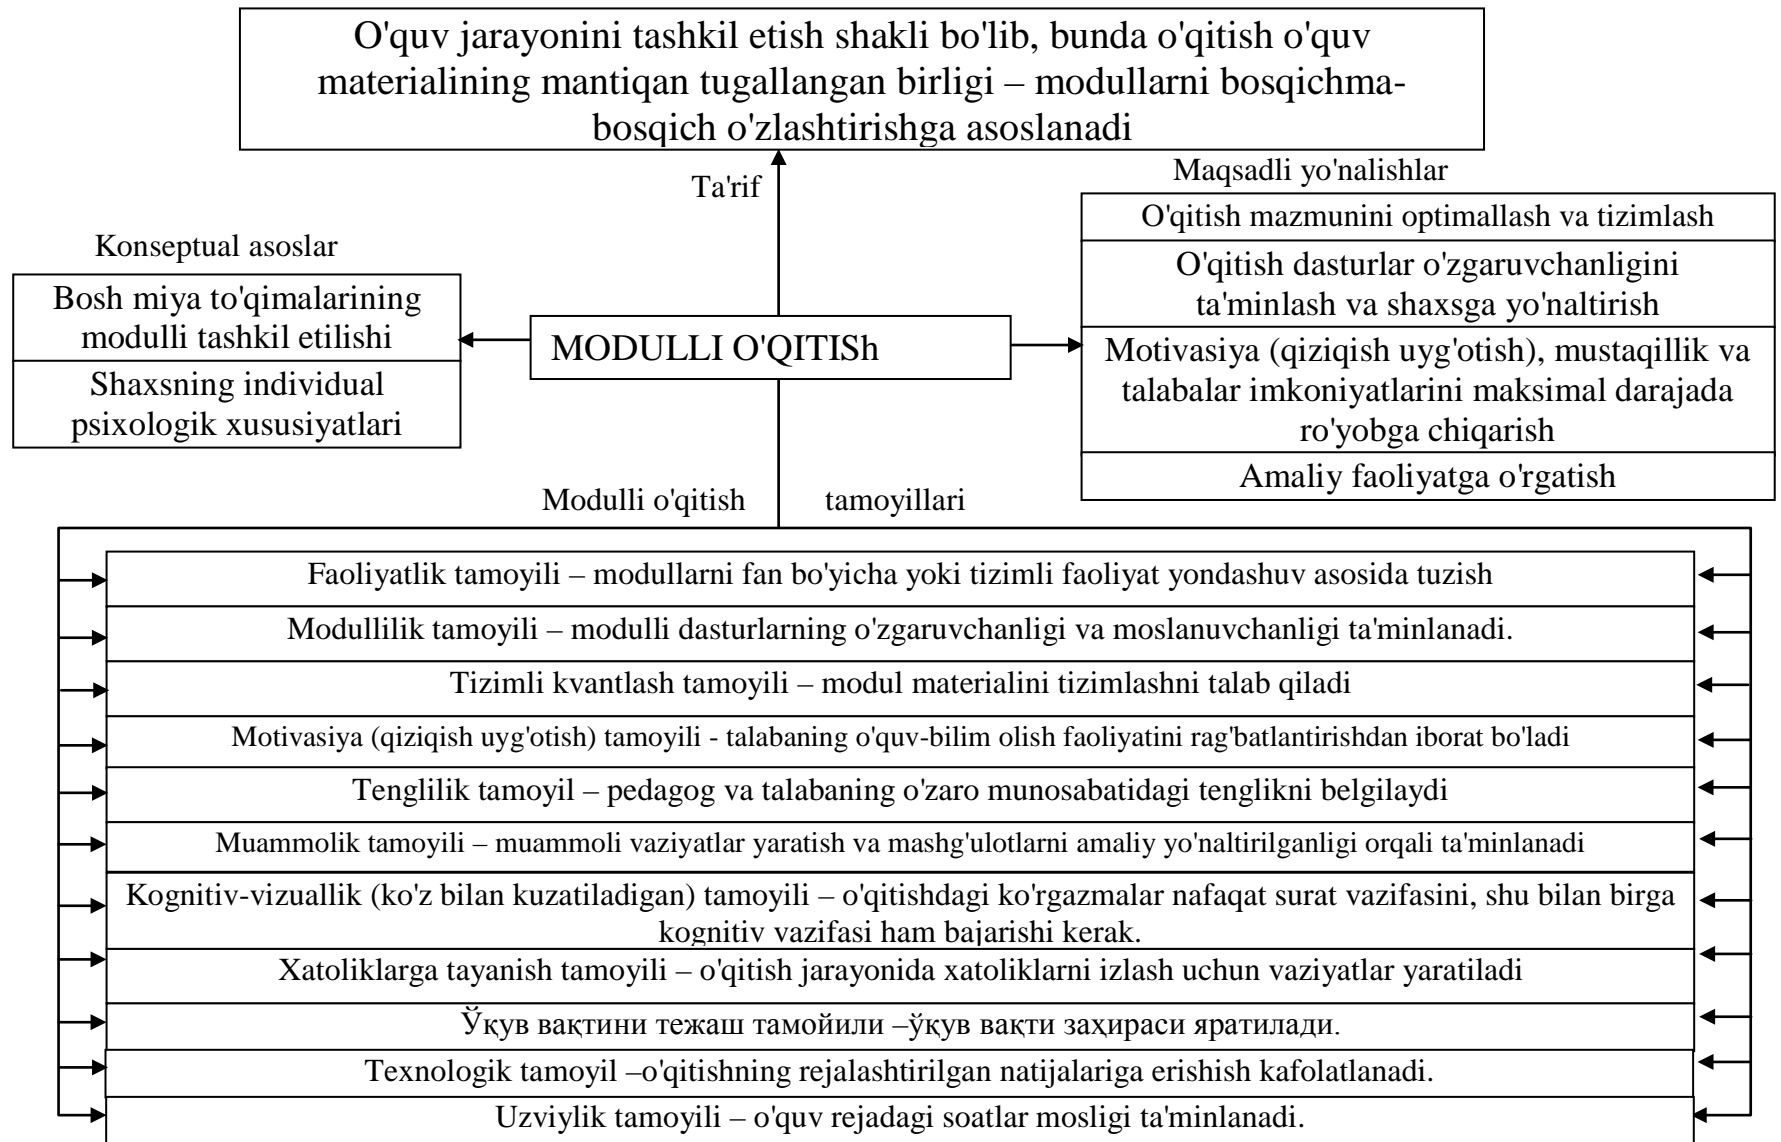 O'quv jarayonini tashkil etish shakli bo'lib, bunda o'qitish o'quv
materialining mantiqan tugallangan birligi – modullarni bosqichma-
bosqich o'zlashtirishga asoslanadi
Ta'rif
Maqsadli yo'nalishlar
O'qitish mazmunini optimallash va tizimlash
O'qitish dasturlar o'zgaruvchanligini
ta'minlash va shaxsga yo'naltirish
Motivasiya (qiziqish uyg'otish), mustaqillik va
talabalar imkoniyatlarini maksimal darajada
ro'yobga chiqarish
Amaliy faoliyatga o'rgatish
Konseptual asoslar
Bosh miya to'qimalarining
modulli tashkil etilishi
Shaxsning individual
psixologik xususiyatlari
MODULLI O'QITISh
Modulli o'qitish tamoyillari
Faoliyatlik tamoyili – modullarni fan bo'yicha yoki tizimli faoliyat yondashuv asosida tuzish
Modullilik tamoyili – modulli dasturlarning o'zgaruvchanligi va moslanuvchanligi ta'minlanadi.
Tizimli kvantlash tamoyili – modul materialini tizimlashni talab qiladi
Motivasiya (qiziqish uyg'otish) tamoyili - talabaning o'quv-bilim olish faoliyatini rag'batlantirishdan iborat bo'ladi
Tenglilik tamoyil – pedagog va talabaning o'zaro munosabatidagi tenglikni belgilaydi
Muammolik tamoyili – muammoli vaziyatlar yaratish va mashg'ulotlarni amaliy yo'naltirilganligi orqali ta'minlanadi
Kognitiv-vizuallik (ko'z bilan kuzatiladigan) tamoyili – o'qitishdagi ko'rgazmalar nafaqat surat vazifasini, shu bilan birga
kognitiv vazifasi ham bajarishi kerak.
Xatoliklarga tayanish tamoyili – o'qitish jarayonida xatoliklarni izlash uchun vaziyatlar yaratiladi
Ўқув вақтини тежаш тамойили –ўқув вақти заҳираси яратилади.
Texnologik tamoyil –o'qitishning rejalashtirilgan natijalariga erishish kafolatlanadi.
Uzviylik tamoyili – o'quv rejadagi soatlar mosligi ta'minlanadi.